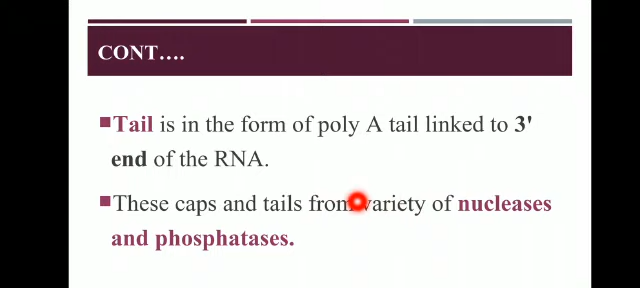 CONT….
Tail is in the form of poly A tail linked to 3'
end of the RNA.
These caps and tails from variety of nucleases
and phosphatases.